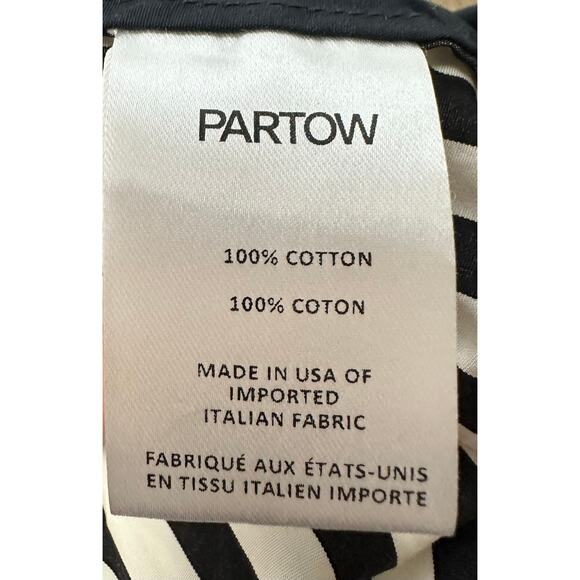 PARTOW
100% COTTON
100% COTON
MADE IN USA OF
IMPORTED
ITALIAN FABRIC
FABRIQUÉ AUX ÉTATS-UNIS
EN TISSU ITALIEN IMPORTE